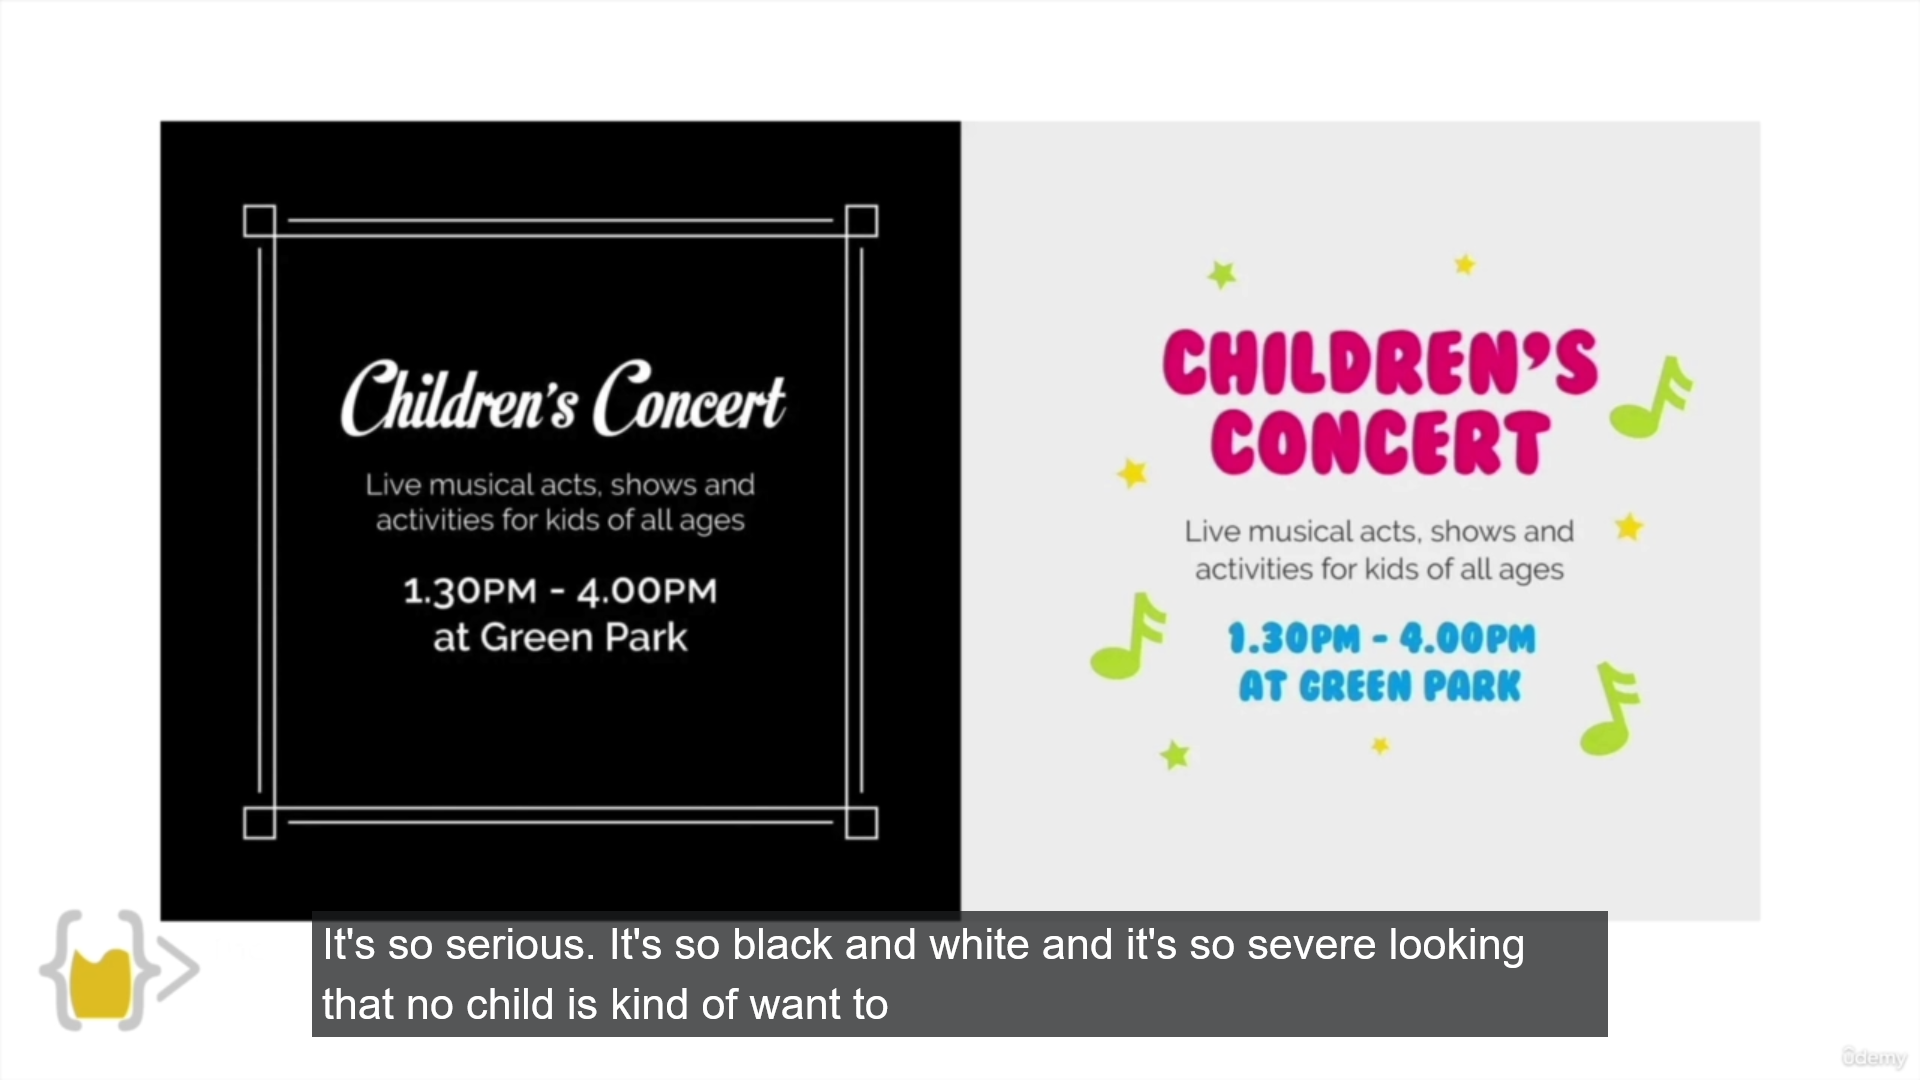 Children's Concert
Live musical acts, shows and
activities for kids of all ages
1.30PM - 4.00PM
at Green Park
CHILDREN'S
CONCERT
Live musical acts, shows and
activities for kids of all ages
1.30PM - 4.00PM
AT GREEN PARK
It's so serious. It's so black and white and it's so severe looking
that no child is kind of want to
ûdemy